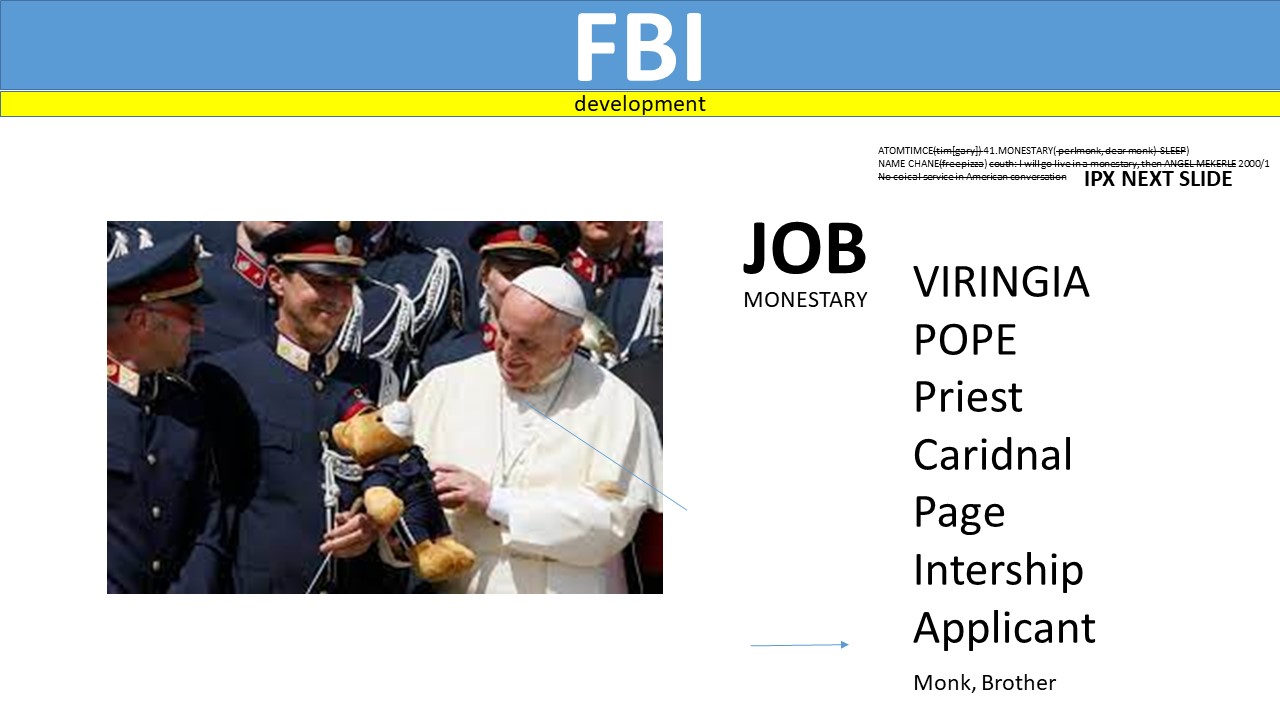 FBI
development
ATOMTIMCE(tim[gary]) 41.MONESTARY( perlmonk, dear monk) SLEEP)
NAME CHANE(freepizza) couth: I will go live in a monestary, then ANGEL MEKERLE 2000/1
No coical service in American conversation
IPX NEXT SLIDE
JOB
MONESTARY
VIRINGIA
POPE
Priest
Caridnal
Page
Intership
Applicant
Monk, Brother